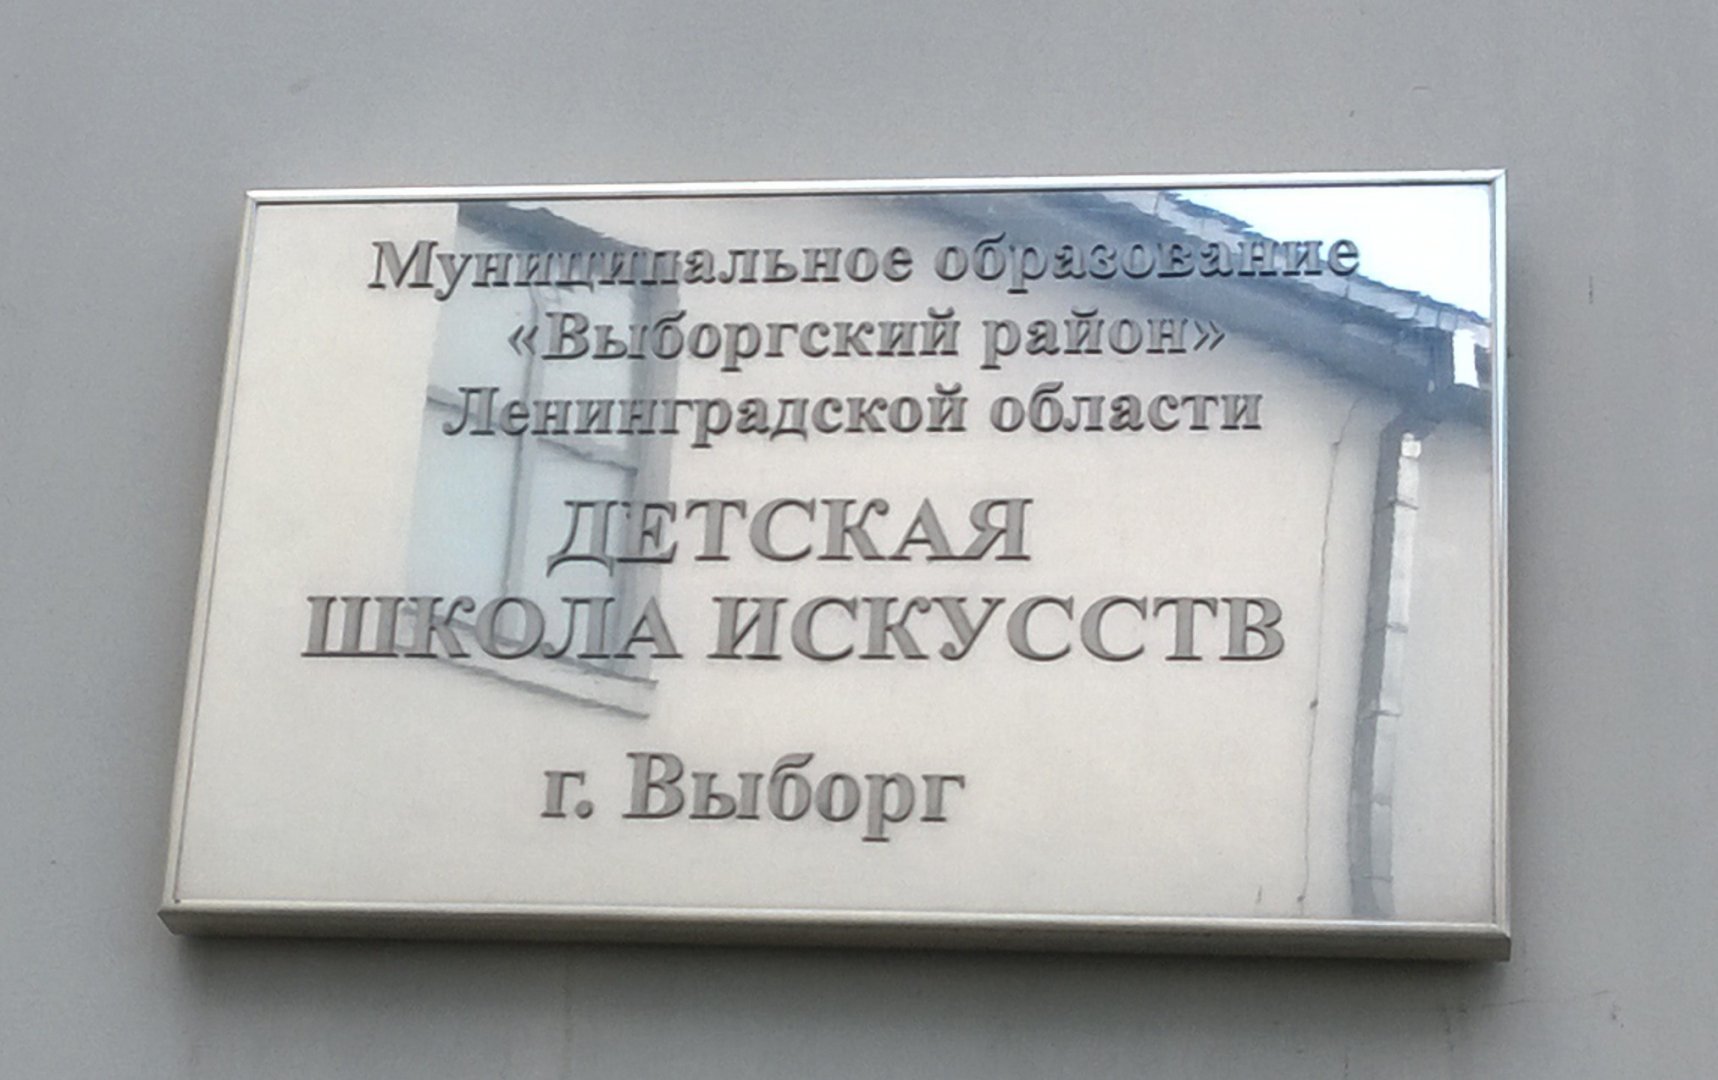 Муниципальное образование
«Выборгский район»
Ленинградской области
ДЕТСКАЯ
ШКОЛА ИСКУССТВ
г. Выборг